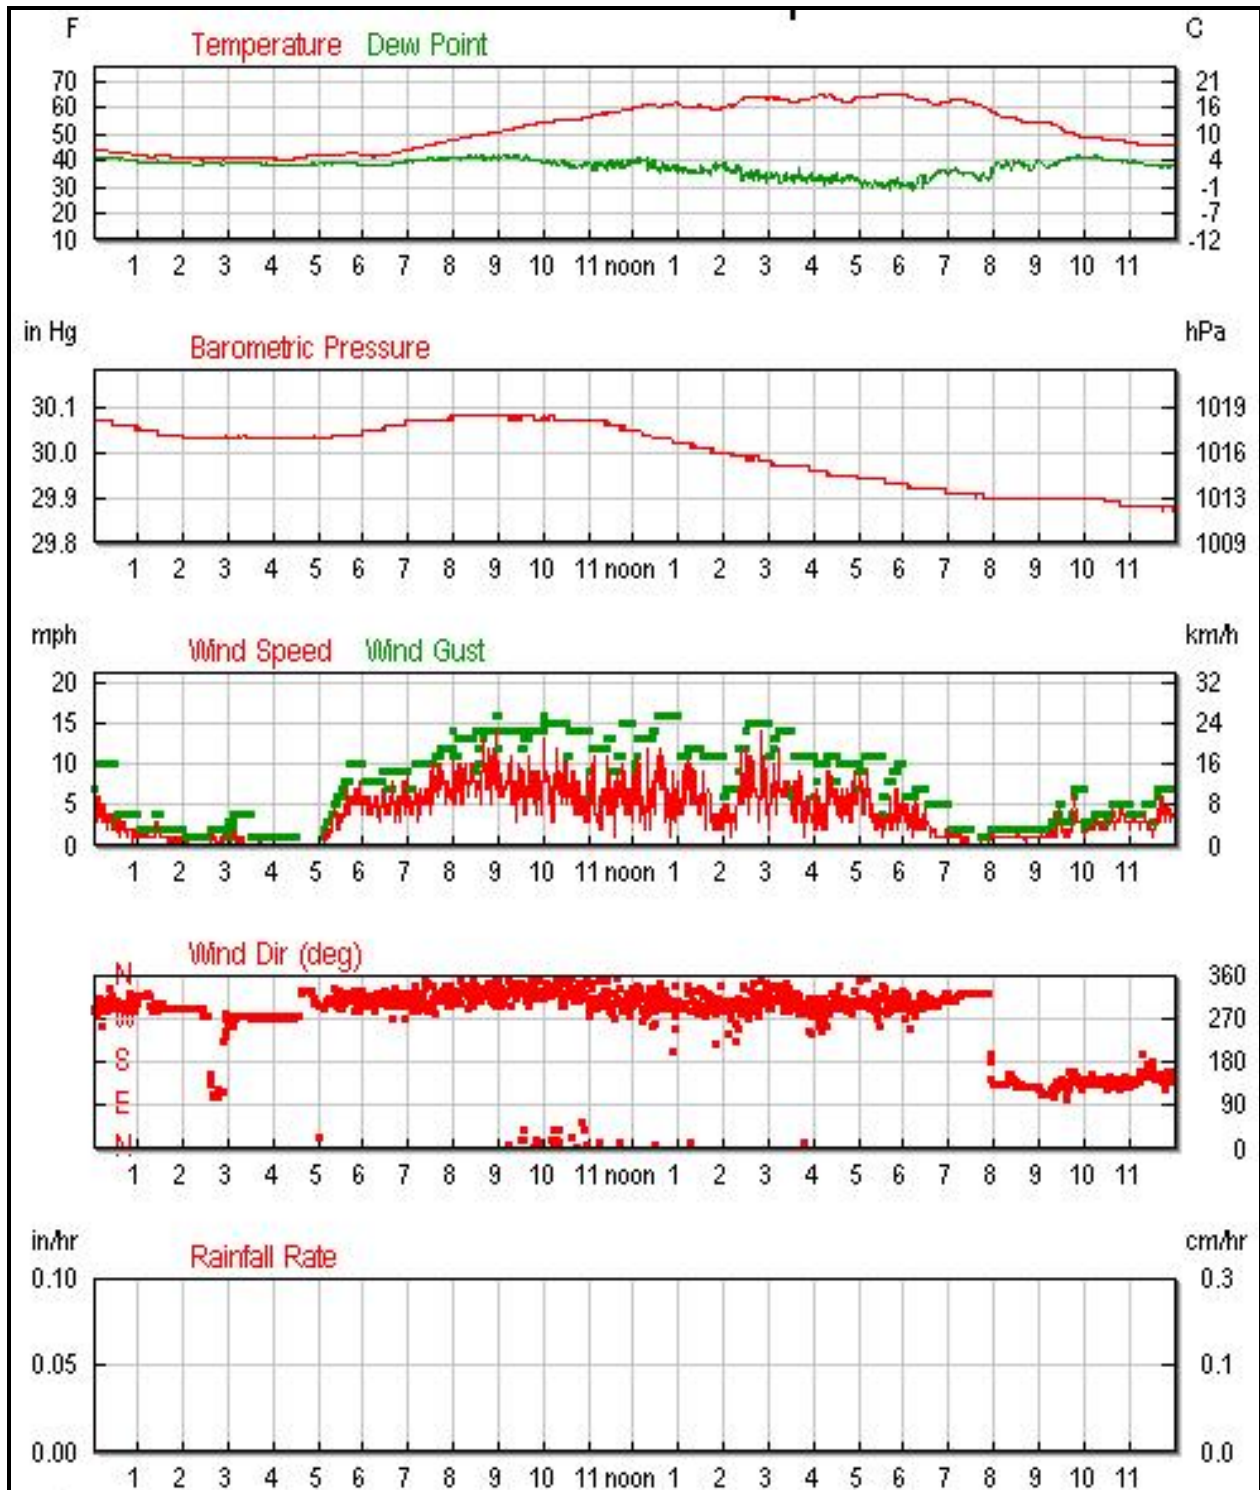 F C
Temperature Dew Point
70 21
60 16
50 10
40 4
30 -1
20 -7
10 -12
1 2 3 4 5 6 7 8 9 10 11 noon 1 2 3 4 5 6 7 8 9 10 11
in Hg hPa
Barometric Pressure
30.1 1019
30.0 1016
29.9 1013
29.8 1009
1 2 3 4 5 6 7 8 9 10 11 noon 1 2 3 4 5 6 7 8 9 10 11
mph km/h
Wind Speed Wind Gust
20 32
15 24
10 16
5 8
0 0
1 2 3 4 5 6 7 8 9 10 11 noon 1 2 3 4 5 6 7 8 9 10 11
Wind Dir (deg)
N 360
W 270
S 180
E 90
N 0
1 2 3 4 5 6 7 8 9 10 11 noon 1 2 3 4 5 6 7 8 9 10 11
in/hr cm/hr
Rainfall Rate
0.10 0.3
0.05 0.1
0.00 0.0
1 2 3 4 5 6 7 8 9 10 11 noon 1 2 3 4 5 6 7 8 9 10 11